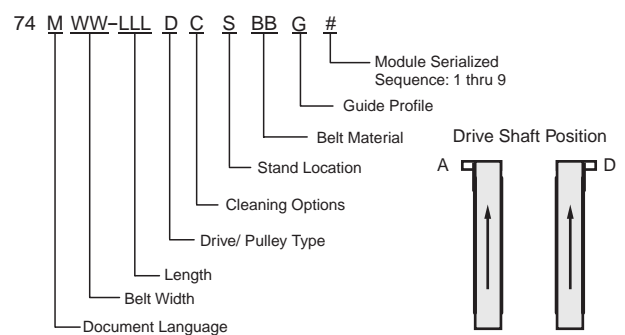 74 M WW–LLL D C S BB G #
Module Serialized
Sequence: 1 thru 9
Guide Profile
Belt Material
Stand Location
Cleaning Options
Drive/ Pulley Type
Length
Belt Width
Document Language
Drive Shaft Position
A D